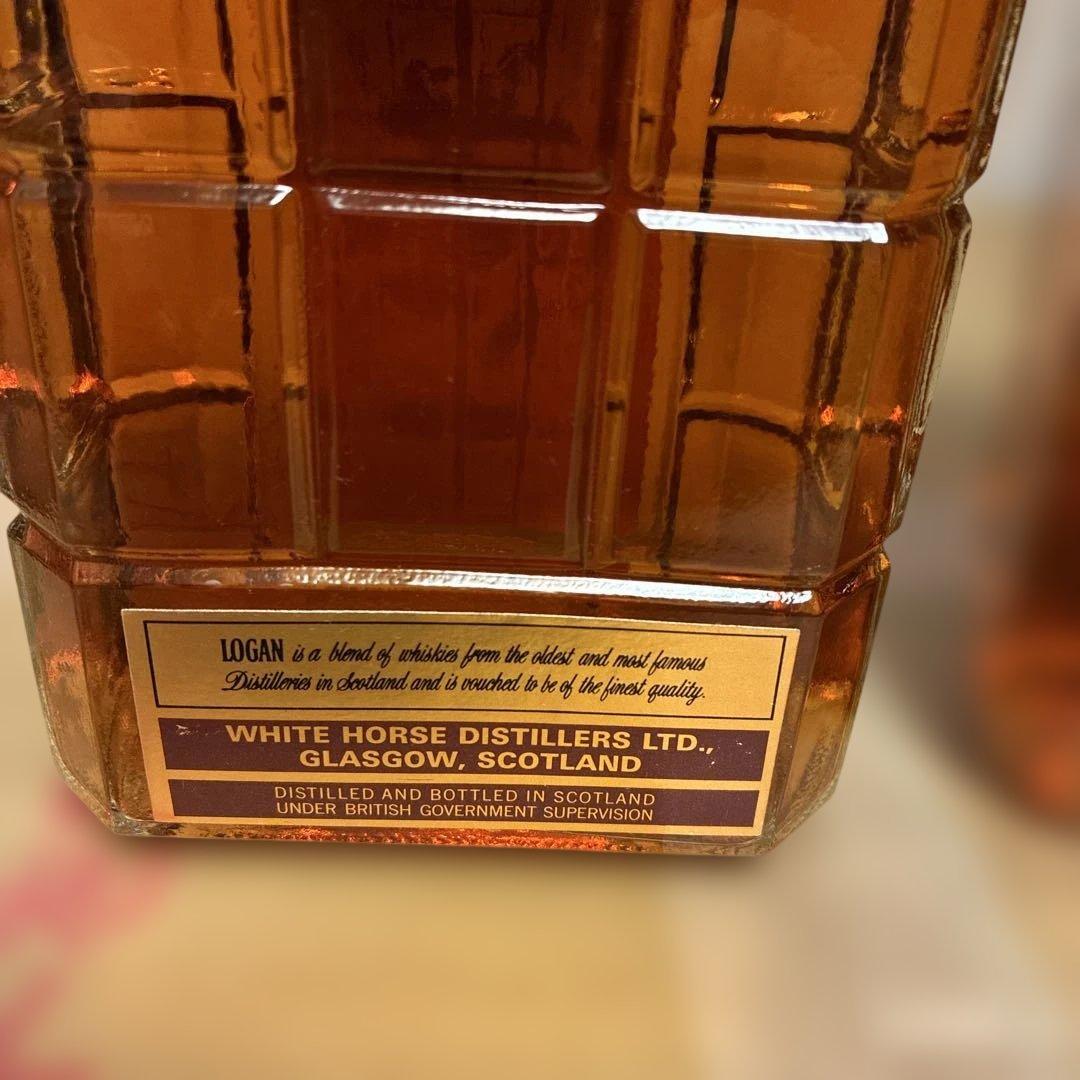 LOGAN is a blend of whiskies from the oldest and most famous
Distilleries in Scotland and is vouched to be of the finest quality.
WHITE HORSE DISTILLERS LTD.,
GLASGOW, SCOTLAND
DISTILLED AND BOTTLED IN SCOTLAND
UNDER BRITISH GOVERNMENT SUPERVISION